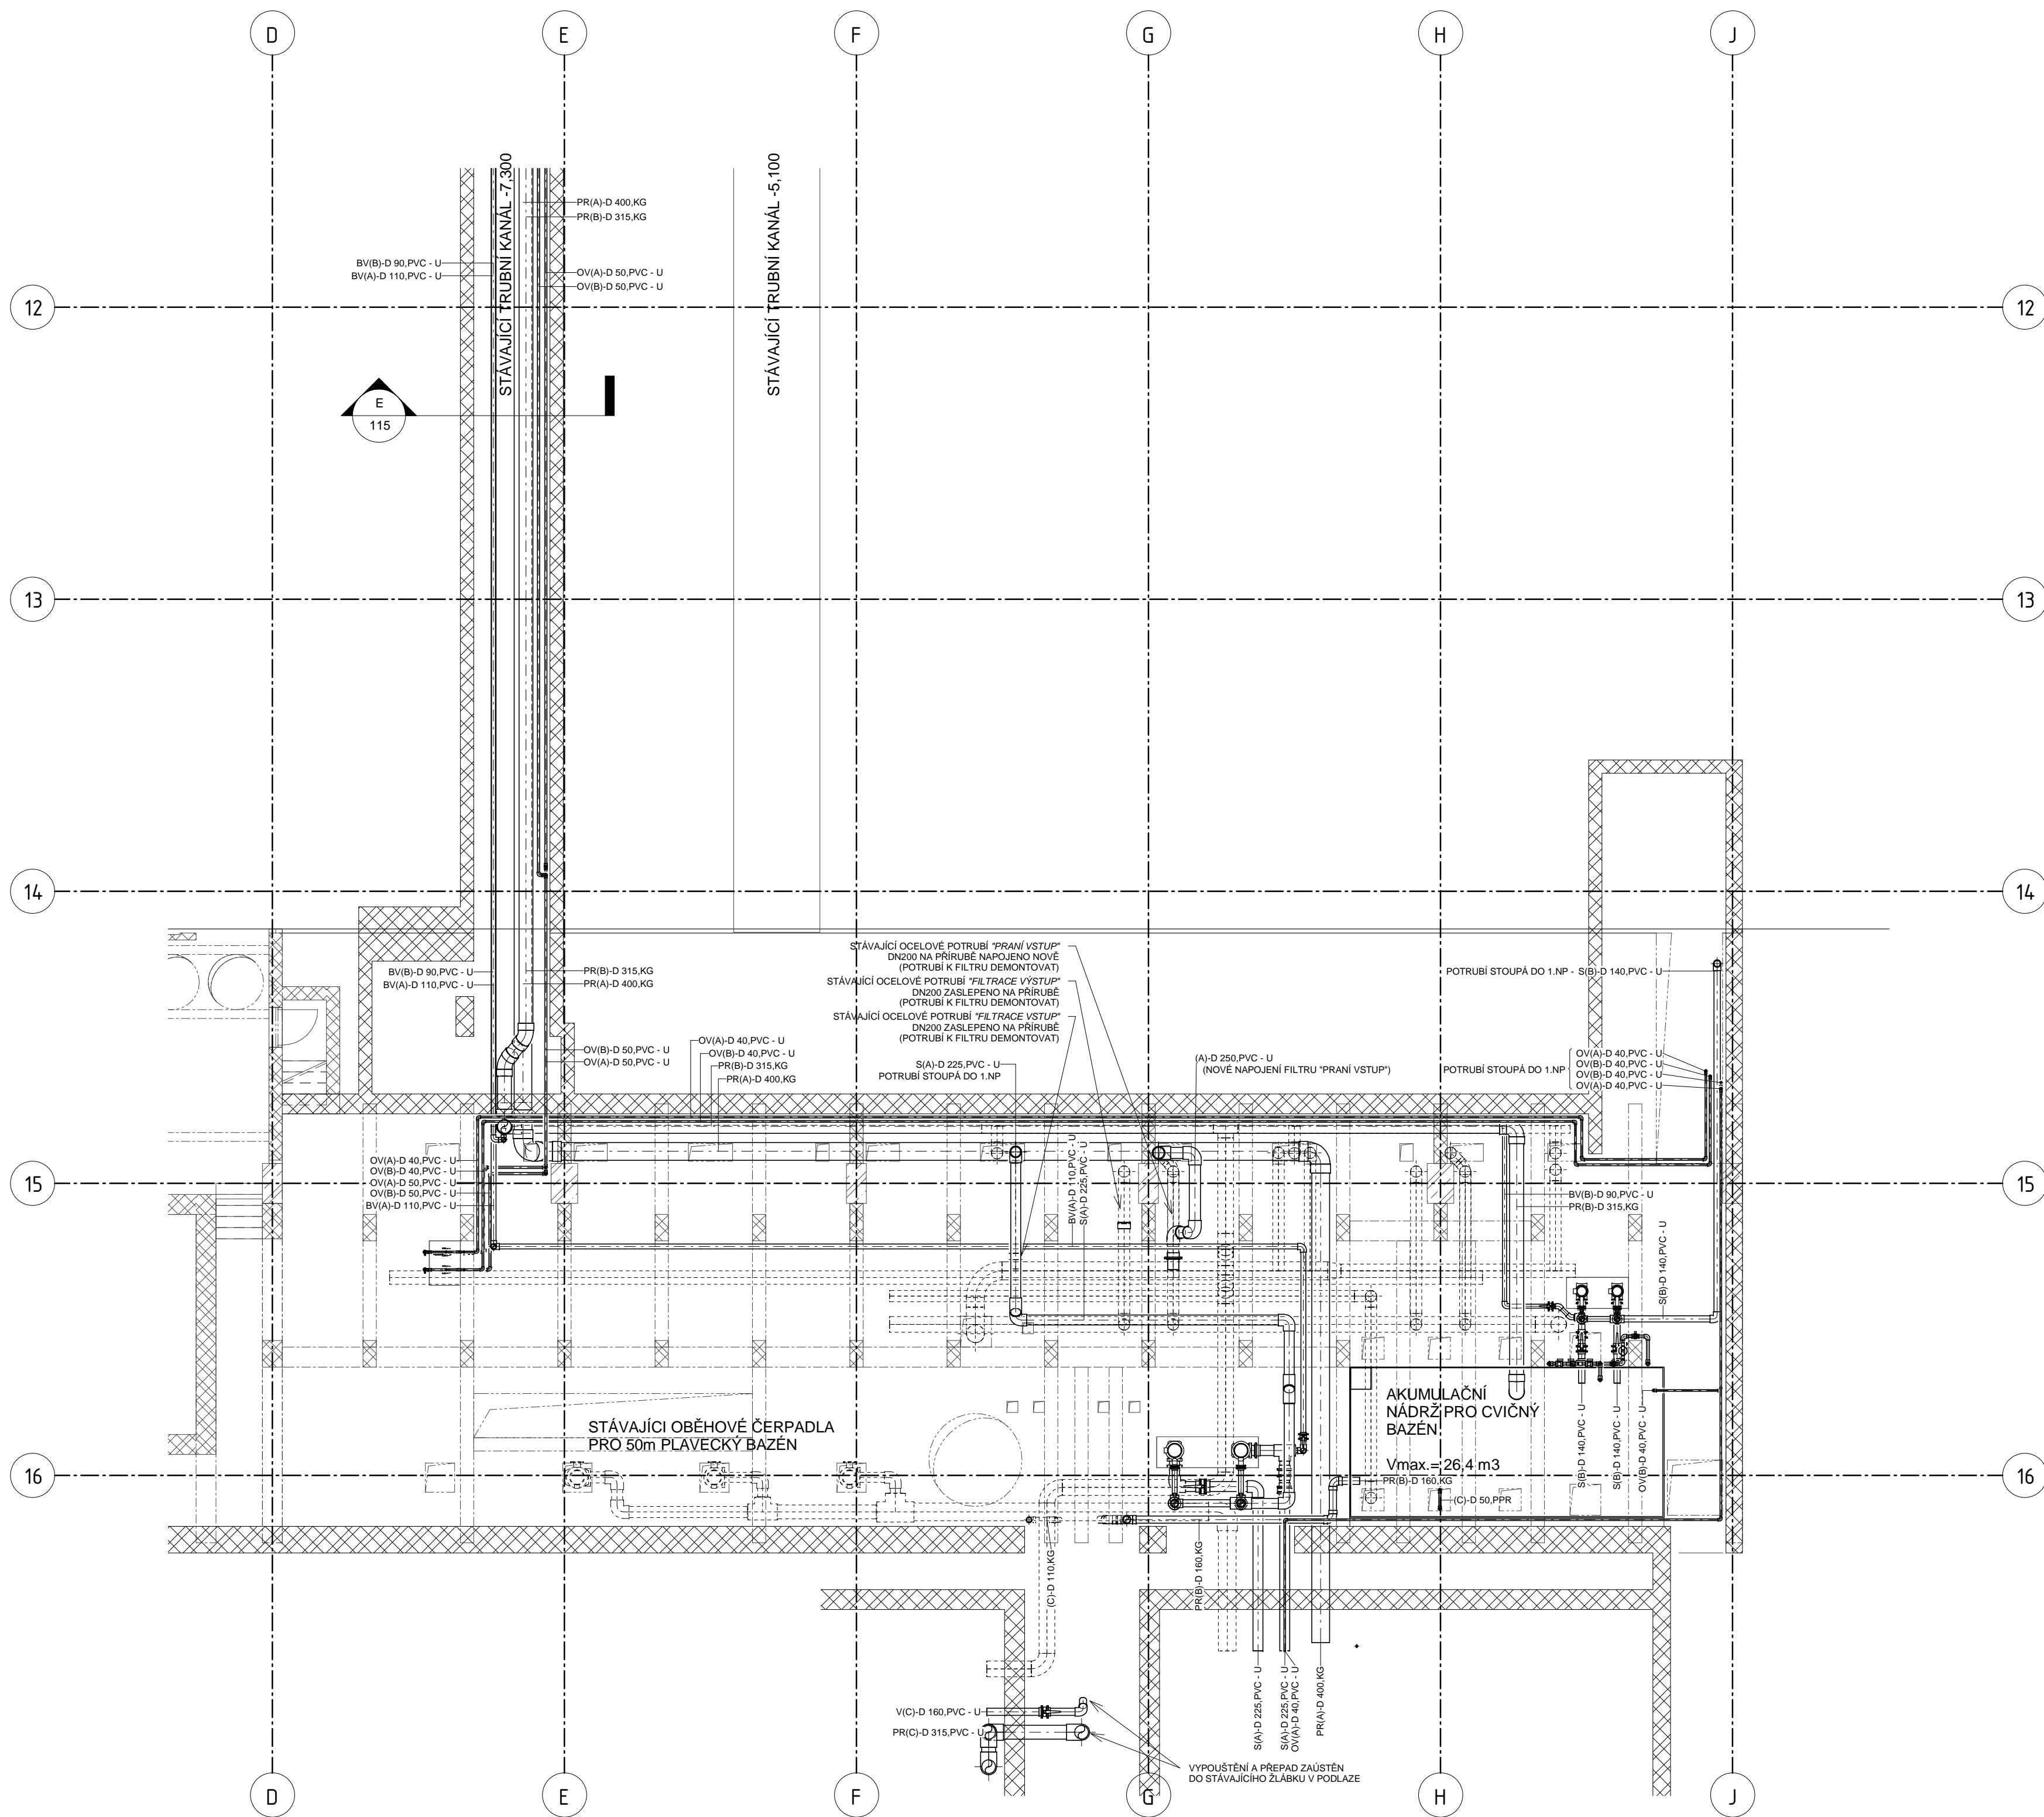 D E F G H J
STÁVAJÍCÍ TRUBNÍ KANÁL -7,300
STÁVAJÍCÍ TRUBNÍ KANÁL -5,100
PR(A)-D 400,KG
PR(B)-D 315,KG
BV(B)-D 90,PVC - U
BV(A)-D 110,PVC - U
OV(A)-D 50,PVC - U
OV(B)-D 50,PVC - U
12 12
E
115
13 13
14 14
STÁVAJÍCÍ OCELOVÉ POTRUBÍ "PRANÍ VSTUP"
DN200 NA PŘÍRUBĚ NAPOJENO NOVĚ
(POTRUBÍ K FILTRU DEMONTOVAT)
STÁVAJÍCÍ OCELOVÉ POTRUBÍ "FILTRACE VÝSTUP"
DN200 ZASLEPENO NA PŘÍRUBĚ
(POTRUBÍ K FILTRU DEMONTOVAT)
STÁVAJÍCÍ OCELOVÉ POTRUBÍ "FILTRACE VSTUP"
DN200 ZASLEPENO NA PŘÍRUBĚ
(POTRUBÍ K FILTRU DEMONTOVAT)
BV(B)-D 90,PVC - U
BV(A)-D 110,PVC - U
PR(B)-D 315,KG
PR(A)-D 400,KG
POTRUBÍ STOUPÁ DO 1.NP - S(B)-D 140,PVC - U
OV(B)-D 50,PVC - U
OV(A)-D 50,PVC - U
OV(A)-D 40,PVC - U
OV(B)-D 40,PVC - U
PR(B)-D 315,KG
PR(A)-D 400,KG
S(A)-D 225,PVC - U
POTRUBÍ STOUPÁ DO 1.NP
(A)-D 250,PVC - U
(NOVÉ NAPOJENÍ FILTRU "PRANÍ VSTUP")
POTRUBÍ STOUPÁ DO 1.NP
OV(A)-D 40,PVC - U
OV(B)-D 40,PVC - U
OV(B)-D 40,PVC - U
OV(A)-D 40,PVC - U
OV(A)-D 40,PVC - U
OV(B)-D 40,PVC - U
OV(A)-D 50,PVC - U
OV(B)-D 50,PVC - U
BV(A)-D 110,PVC - U
15 15
BV(A)-D 110,PVC - U
S(A)-D 225,PVC - U
BV(B)-D 90,PVC - U
PR(B)-D 315,KG
S(B)-D 140,PVC - U
STÁVAJÍCI OBĚHOVÉ ČERPADLA
PRO 50m PLAVECKÝ BAZÉN
AKUMULAČNÍ
NÁDRŽ PRO CVIČNÝ
BAZÉN
Vmax.= 26,4 m3
PR(B)-D 160,KG
(C)-D 50,PPR
S(B)-D 140,PVC - U
S(B)-D 140,PVC - U
OV(B)-D 40,PVC - U
16 16
(C)-D 110,KG
PR(B)-D 160,KG
S(A)-D 225,PVC - U
S(A)-D 225,PVC - U
OV(A)-D 40,PVC - U
PR(A)-D 400,KG
V(C)-D 160,PVC - U
PR(C)-D 315,PVC - U
VYPOUŠTĚNÍ A PŘEPAD ZAÚSTĚN
DO STÁVAJÍCÍHO ŽLÁBKU V PODLAZE
D E F G H J